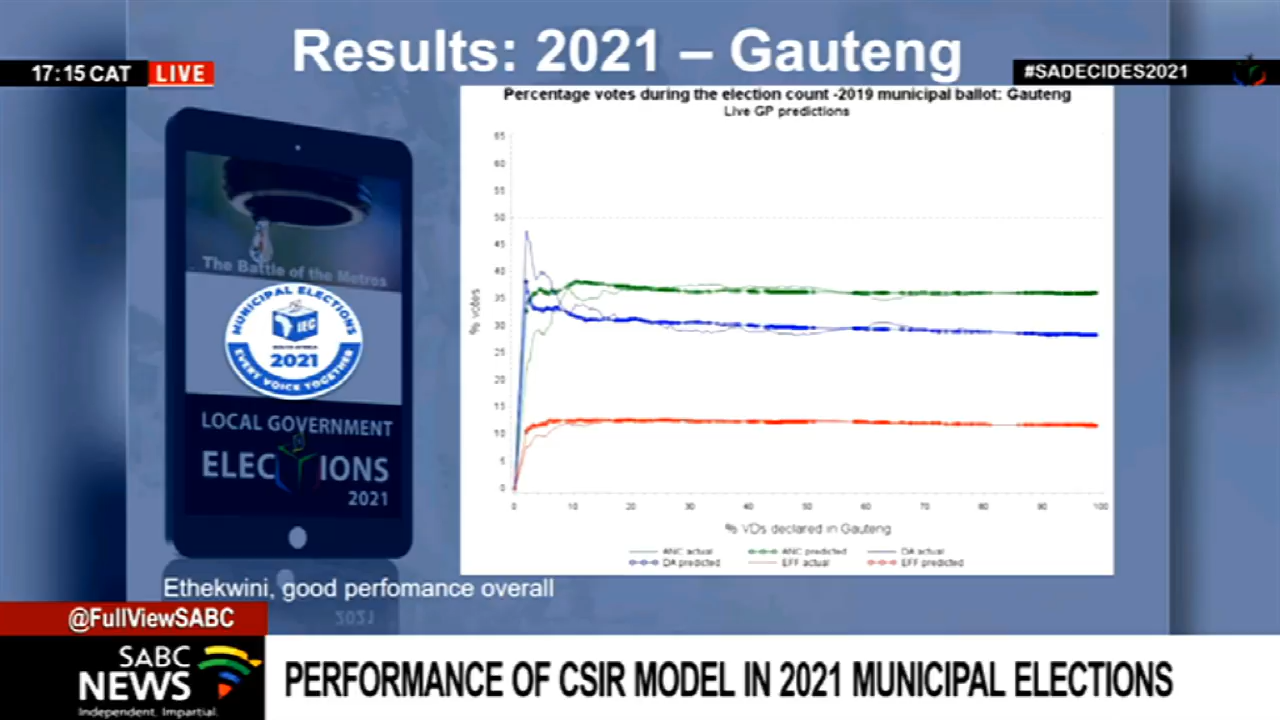 Results: 2021 – Gauteng
17:15 CAT LIVE
#SADECIDES2021
Percentage votes during the election count -2019 municipal ballot: Gauteng
Live GP predictions
65
60
55
50
45
40
35
30
25
20
15
10
5
0
% votes
0 10 20 30 40 50 60 70 80 90 100
% VDs declared in Gauteng
ANC actual ANC predicted DA actual
DA predicted EFF actual EFF predicted
The Battle of the Metros
MUNICIPAL ELECTIONS
IEC
SOUTH AFRICA
2021
EVERY VOICE TOGETHER
LOCAL GOVERNMENT
ELECTIONS
2021
Ethekwini, good perfomance overall
2021
@FullViewSABC
SABC
NEWS
Independent. Impartial.
PERFORMANCE OF CSIR MODEL IN 2021 MUNICIPAL ELECTIONS